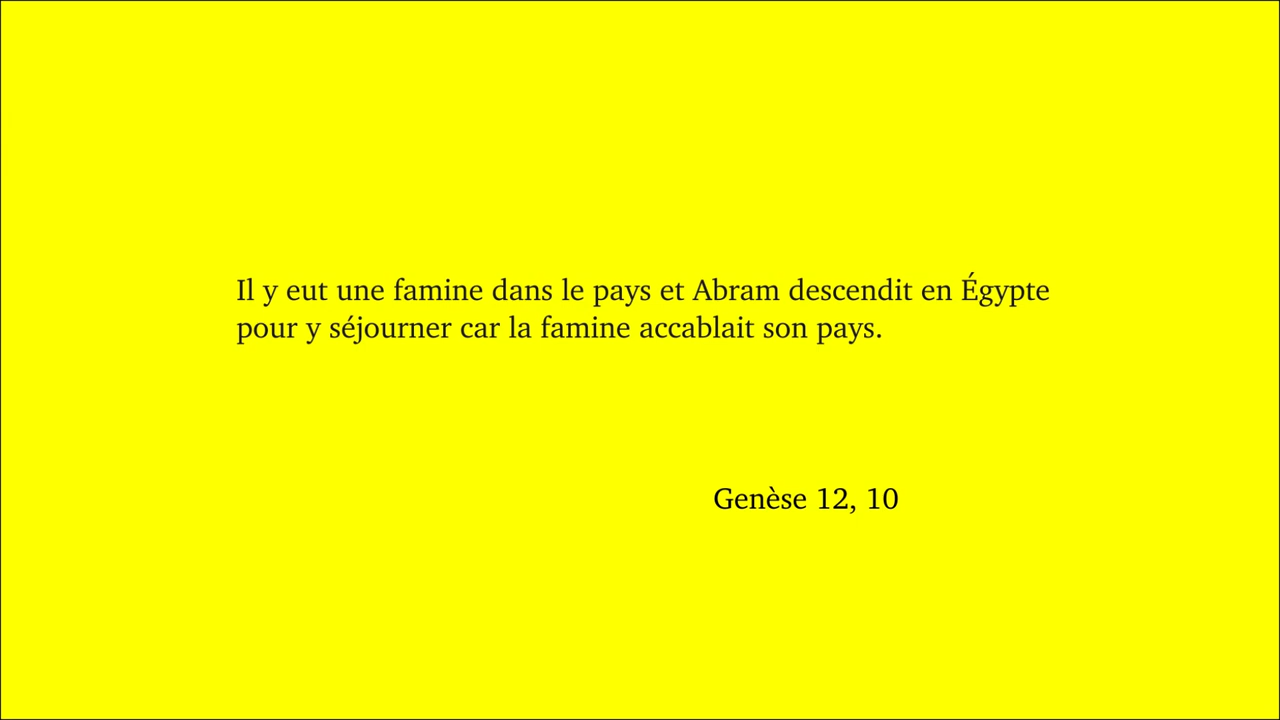 Il y eut une famine dans le pays et Abram descendit en Égypte
pour y séjourner car la famine accablait son pays.
Genèse 12, 10